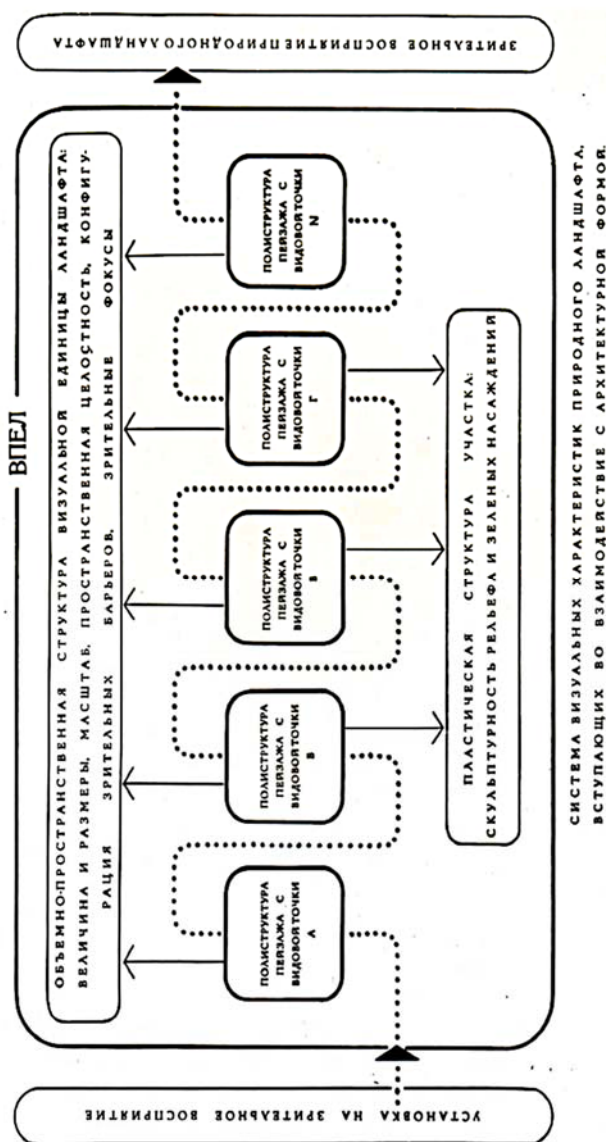 ВПЕЛ
ОБЪЕМНО-ПРОСТРАНСТВЕННАЯ СТРУКТУРА ВИЗУАЛЬНОЙ ЕДИНИЦЫ ЛАНДШАФТА:
ВЕЛИЧИНА И РАЗМЕРЫ, МАСШТАБ, ПРОСТРАНСТВЕННАЯ ЦЕЛОСТНОСТЬ, КОНФИГУ-
РАЦИЯ ЗРИТЕЛЬНЫХ БАРЬЕРОВ, ЗРИТЕЛЬНЫЕ ФОКУСЫ
УСТАНОВКА НА ЗРИТЕЛЬНОЕ ВОСПРИЯТИЕ
ПОЛИСТРУКТУРА
ПЕЙЗАЖА С
ВИДОВОЙ ТОЧКИ
А
ПОЛИСТРУКТУРА
ПЕЙЗАЖА С
ВИДОВОЙ ТОЧКИ
В
ПОЛИСТРУКТУРА
ПЕЙЗАЖА С
ВИДОВОЙ ТОЧКИ
В
ПОЛИСТРУКТУРА
ПЕЙЗАЖА С
ВИДОВОЙ ТОЧКИ
Г
ПОЛИСТРУКТУРА
ПЕЙЗАЖА С
ВИДОВОЙ ТОЧКИ
N
ЗРИТЕЛЬНОЕ ВОСПРИЯТИЕ ПРИРОДНОГО ЛАНДШАФТА
ПЛАСТИЧЕСКАЯ СТРУКТУРА УЧАСТКА:
СКУЛЬПТУРНОСТЬ РЕЛЬЕФА И ЗЕЛЕНЫХ НАСАЖДЕНИЙ
СИСТЕМА ВИЗУАЛЬНЫХ ХАРАКТЕРИСТИК ПРИРОДНОГО ЛАНДШАФТА,
ВСТУПАЮЩИХ ВО ВЗАИМОДЕЙСТВИЕ С АРХИТЕКТУРНОЙ ФОРМОЙ.